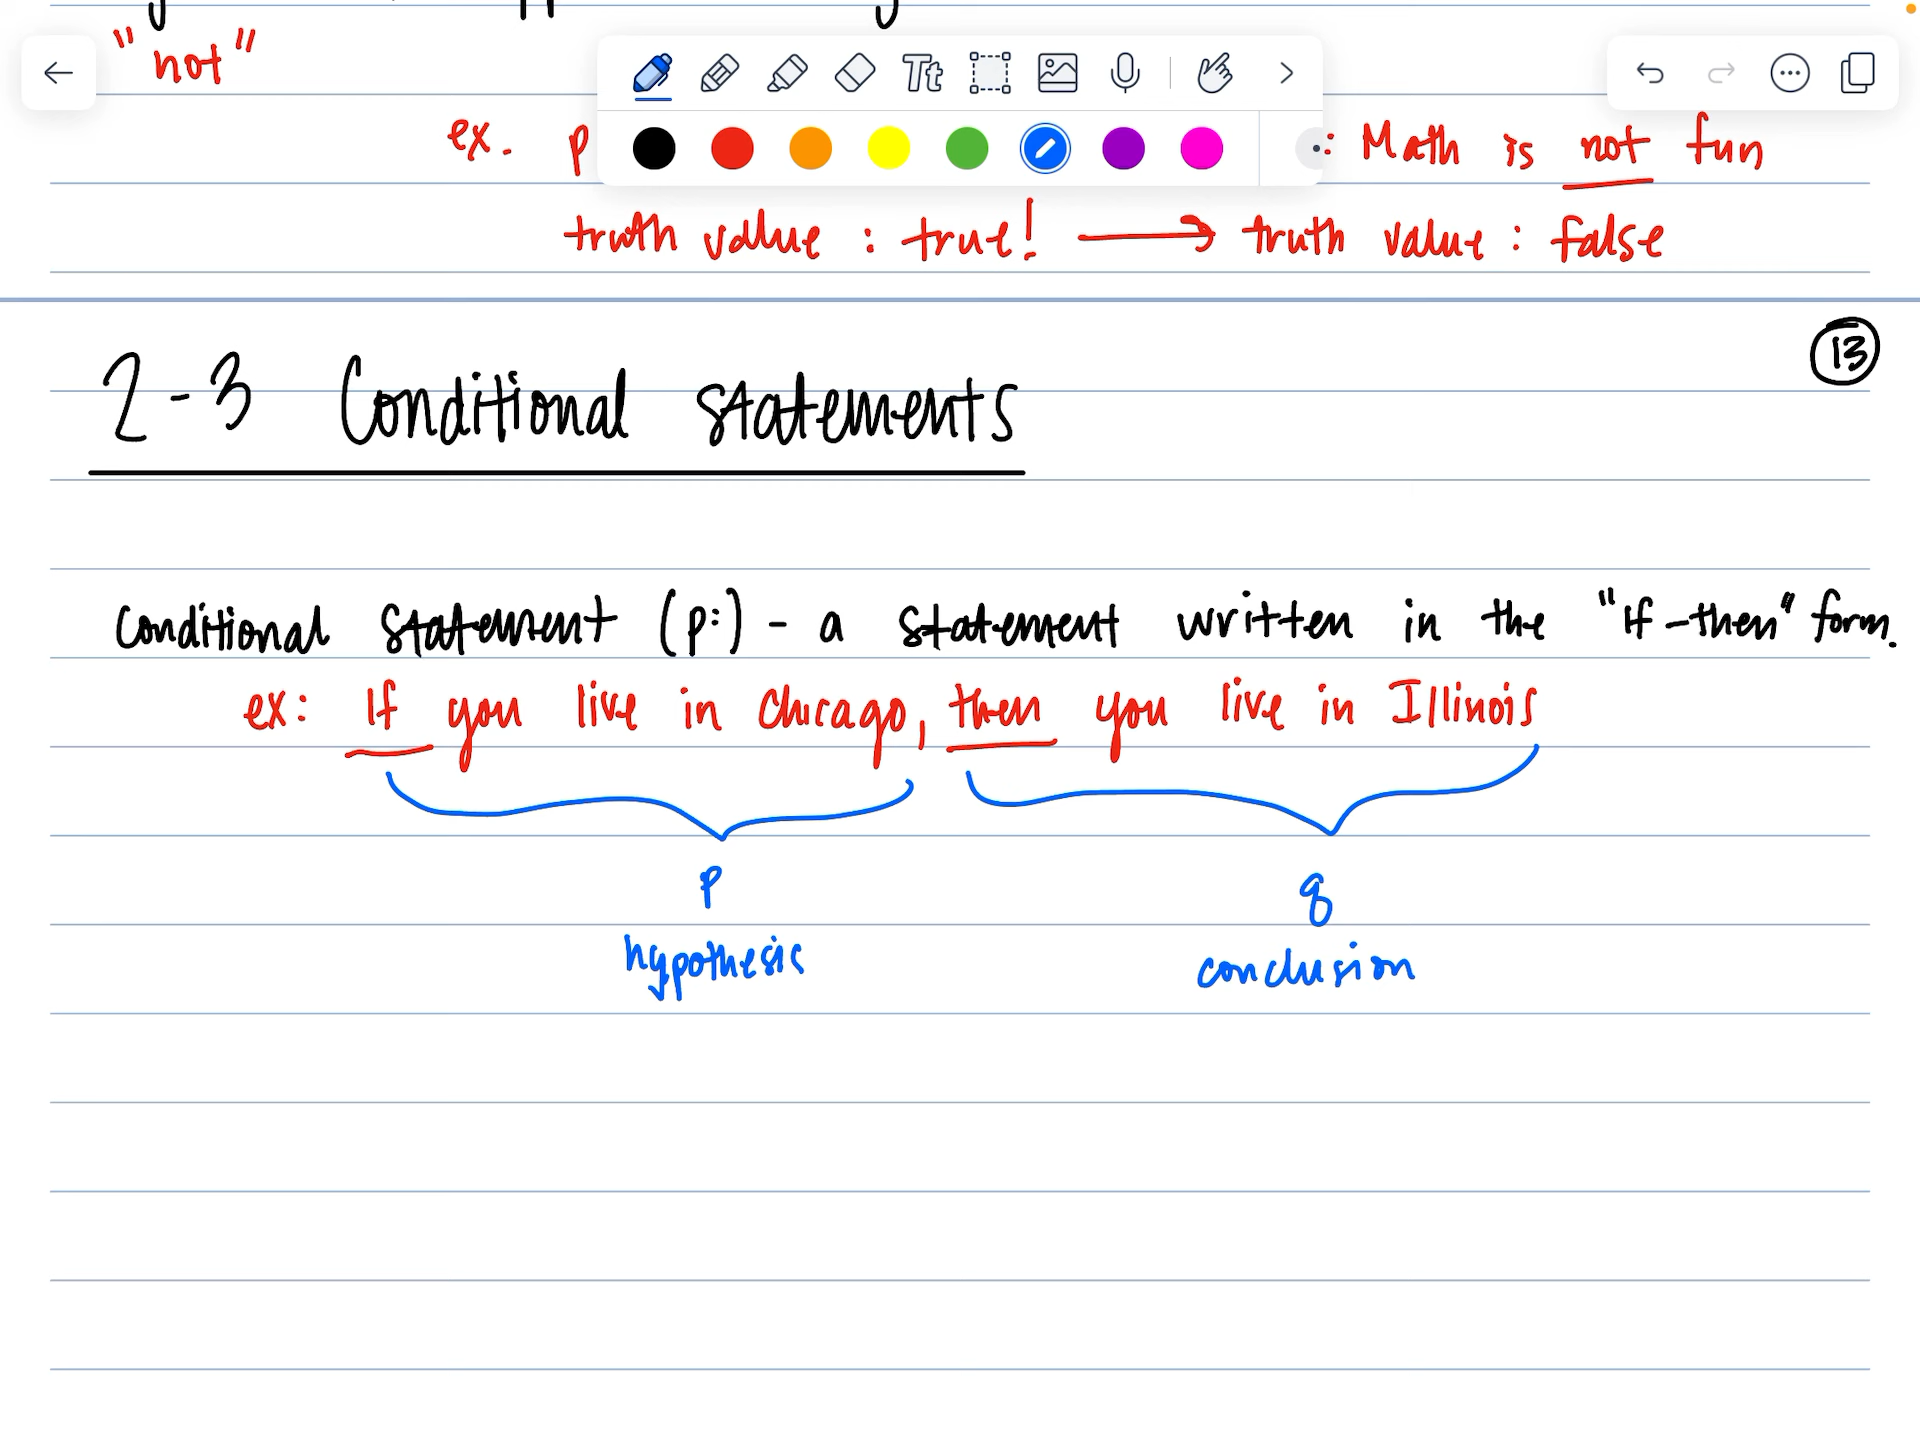 "not"
ex. p : Math is not fun
truth value : true! → truth value : false
13
2-3 Conditional statements
Conditional statement (p:) - a statement written in the "If-then" form.
ex: If you live in Chicago, then you live in Illinois
p q
hypothesis conclusion